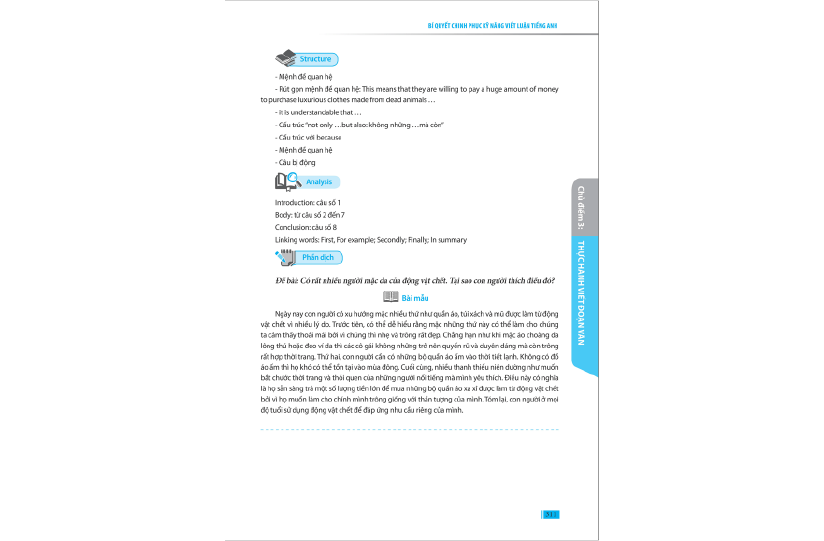 BÍ QUYẾT CHINH PHỤC KỸ NĂNG VIẾT LUẬN TIẾNG ANH
Structure
- Mệnh đề quan hệ
- Rút gọn mệnh đề quan hệ: This means that they are willing to pay a huge amount of money
to purchase luxurious clothes made from dead animals …
- It is understandable that …
- Cấu trúc "not only …but also: không những …mà còn"
- Cấu trúc với because
- Mệnh đề quan hệ
- Câu bị động
Analysis
Introduction: câu số 1
Body: từ câu số 2 đến 7
Conclusion: câu số 8
Linking words: First, For example; Secondly; Finally; In summary
Phần dịch
Đề bài: Có rất nhiều người mặc da của động vật chết. Tại sao con người thích điều đó?
Bài mẫu
Ngày nay con người có xu hướng mặc nhiều thứ như quần áo, túi xách và mũ được làm từ động
vật chết vì nhiều lý do. Trước tiên, có thể dễ hiểu rằng mặc những thứ này có thể làm cho chúng
ta cảm thấy thoải mái bởi vì chúng thì nhẹ và trông rất đẹp. Chẳng hạn như khi mặc áo choàng da
lông thú hoặc đeo ví da thì các cô gái không những trở nên quyến rũ và duyên dáng mà còn trông
rất hợp thời trang. Thứ hai, con người cần có những bộ quần áo ấm vào thời tiết lạnh. Không có đồ
áo ấm thì họ khó có thể tồn tại vào mùa đông. Cuối cùng, nhiều thanh thiếu niên dường như muốn
bắt chước thời trang và thói quen của những người nổi tiếng mà mình yêu thích. Điều này có nghĩa
là họ sẵn sàng trả một số lượng tiền lớn để mua những bộ quần áo xa xỉ được làm từ động vật chết
bởi vì họ muốn làm cho chính mình trông giống với thần tượng của mình. Tóm lại, con người ở mọi
độ tuổi sử dụng động vật chết để đáp ứng nhu cầu riêng của mình.
Chủ điểm 3:
THỰC HÀNH VIẾT ĐOẠN VĂN
311